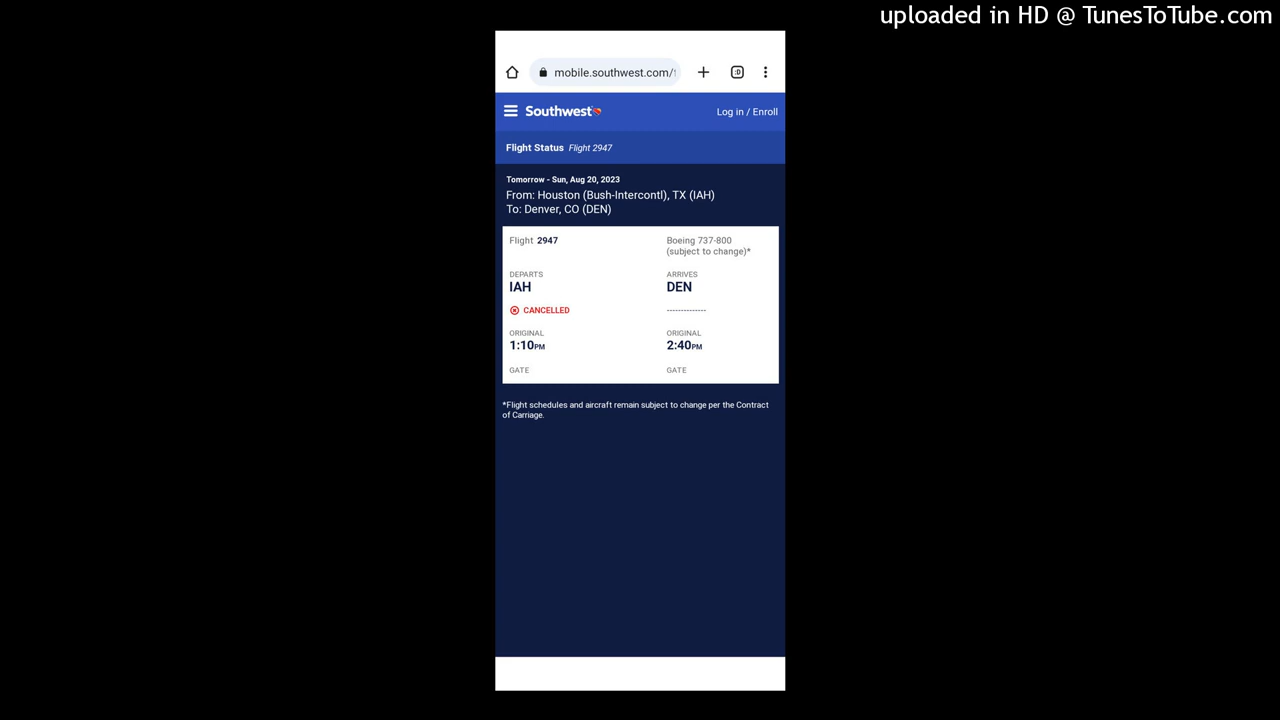 uploaded in HD @ TunesToTube.com
mobile.southwest.com/
:D
Southwest
Log in / Enroll
Flight Status Flight 2947
Tomorrow - Sun, Aug 20, 2023
From: Houston (Bush-Intercontl), TX (IAH)
To: Denver, CO (DEN)
Flight 2947
Boeing 737-800
(subject to change)*
DEPARTS
ARRIVES
IAH
DEN
CANCELLED
--------------
ORIGINAL
ORIGINAL
1:10PM
2:40PM
GATE
GATE
*Flight schedules and aircraft remain subject to change per the Contract
of Carriage.